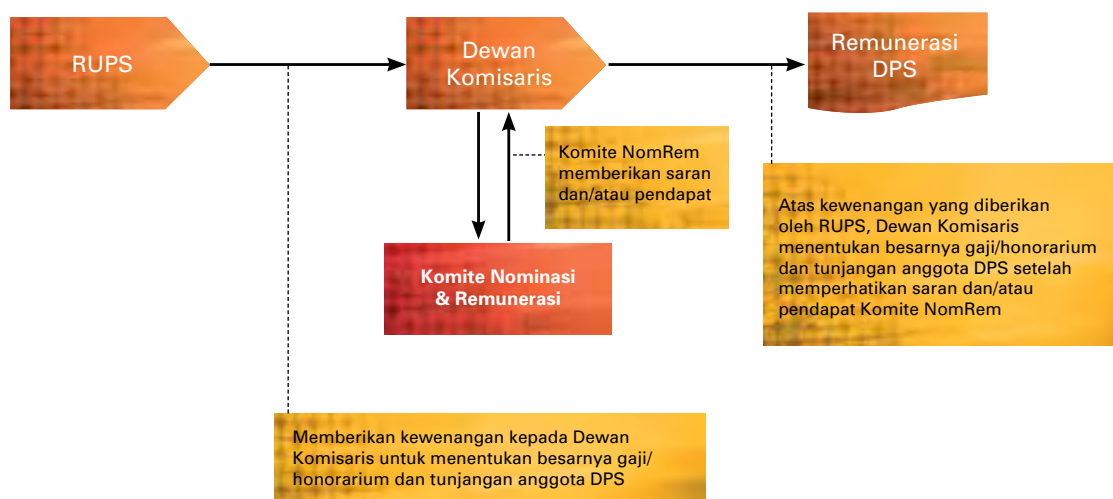 RUPS
Dewan
Komisaris
Remunerasi
DPS
Komite NomRem
memberikan saran
dan/atau pendapat
Atas kewenangan yang diberikan
oleh RUPS, Dewan Komisaris
menentukan besarnya gaji/honorarium
dan tunjangan anggota DPS setelah
memperhatikan saran dan/atau
pendapat Komite NomRem
Komite Nominasi
& Remunerasi
Memberikan kewenangan kepada Dewan
Komisaris untuk menentukan besarnya gaji/
honorarium dan tunjangan anggota DPS